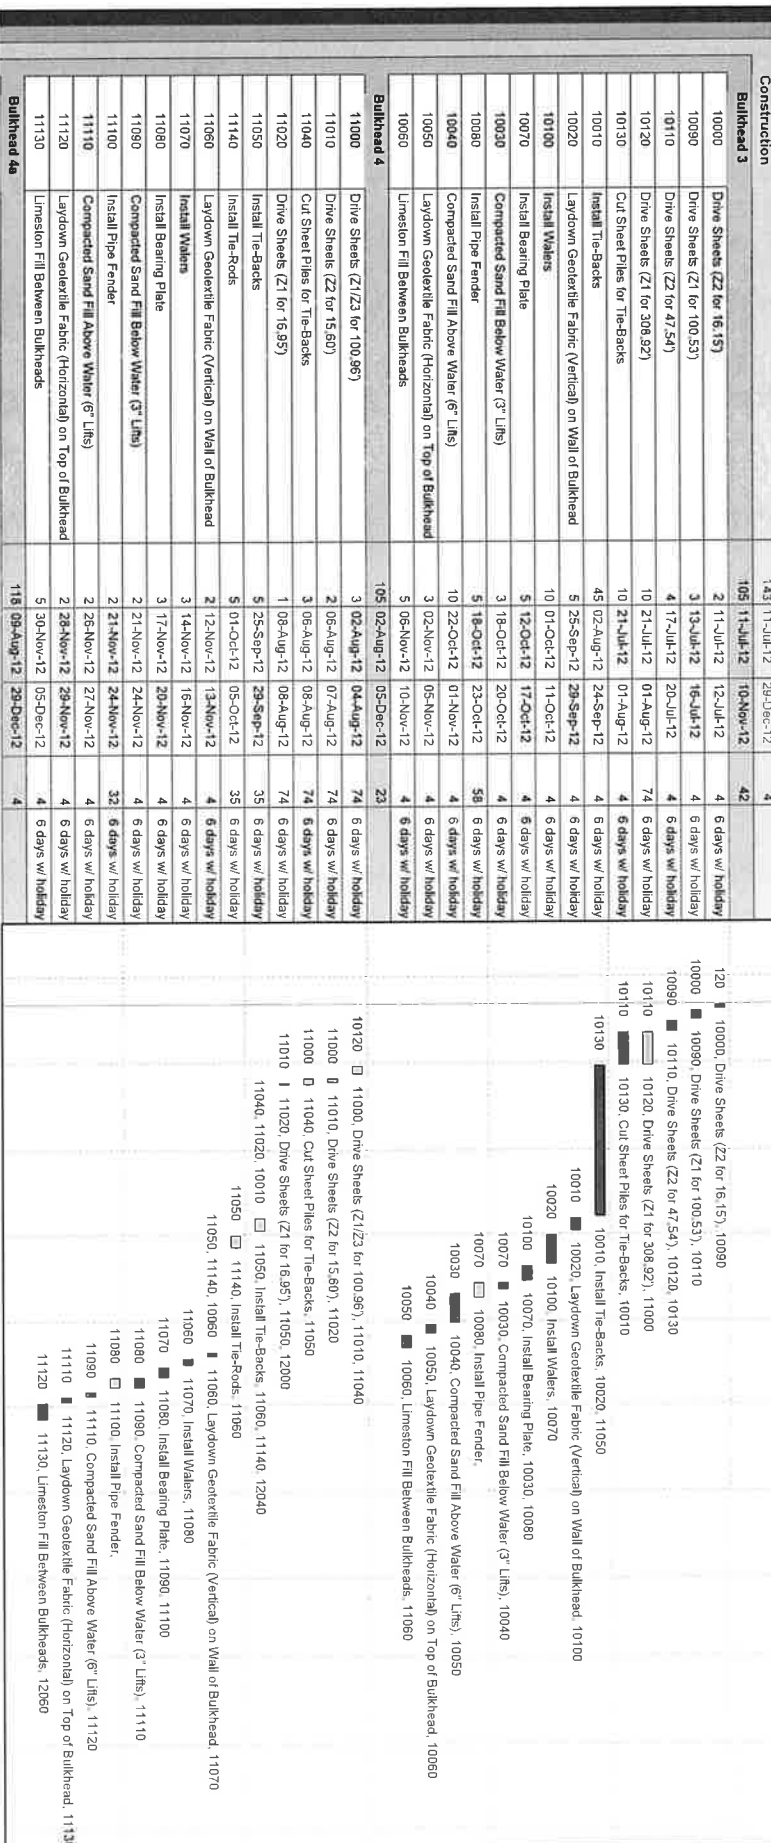 Construction 143 11-Jul-12 29-Dec-12 4
Bulkhead 3 105 11-Jul-12 10-Nov-12 42
10000 Drive Sheets (Z2 for 16.15') 2 11-Jul-12 12-Jul-12 4 6 days w/ holiday 120 10000, Drive Sheets (Z2 for 16.15'), 10090
10090 Drive Sheets (Z1 for 100.53') 3 13-Jul-12 16-Jul-12 4 6 days w/ holiday 10000 10090, Drive Sheets (Z1 for 100.53'), 10110
10110 Drive Sheets (Z2 for 47.54') 4 17-Jul-12 20-Jul-12 4 6 days w/ holiday 10090 10110, Drive Sheets (Z2 for 47.54'), 10120, 10130
10120 Drive Sheets (Z1 for 308.92') 10 21-Jul-12 01-Aug-12 74 6 days w/ holiday 10110 10120, Drive Sheets (Z1 for 308.92'), 11000
10130 Cut Sheet Piles for Tie-Backs 10 21-Jul-12 01-Aug-12 4 6 days w/ holiday 10110 10130, Cut Sheet Piles for Tie-Backs, 10010
10010 Install Tie-Backs 45 02-Aug-12 24-Sep-12 4 6 days w/ holiday 10130 10010, Install Tie-Backs, 10020, 11050
10020 Laydown Geotextile Fabric (Vertical) on Wall of Bulkhead 5 25-Sep-12 29-Sep-12 4 6 days w/ holiday 10010 10020, Laydown Geotextile Fabric (Vertical) on Wall of Bulkhead, 10100
10100 Install Walers 10 01-Oct-12 11-Oct-12 4 6 days w/ holiday 10020 10100, Install Walers, 10070
10070 Install Bearing Plate 5 12-Oct-12 17-Oct-12 4 6 days w/ holiday 10100 10070, Install Bearing Plate, 10030, 10080
10030 Compacted Sand Fill Below Water (3" Lifts) 3 18-Oct-12 20-Oct-12 4 6 days w/ holiday 10070 10030, Compacted Sand Fill Below Water (3" Lifts), 10040
10080 Install Pipe Fender 5 18-Oct-12 23-Oct-12 58 6 days w/ holiday 10070 10080, Install Pipe Fender,
10040 Compacted Sand Fill Above Water (6" Lifts) 10 22-Oct-12 01-Nov-12 4 6 days w/ holiday 10030 10040, Compacted Sand Fill Above Water (6" Lifts), 10050
10050 Laydown Geotextile Fabric (Horizontal) on Top of Bulkhead 3 02-Nov-12 05-Nov-12 4 6 days w/ holiday 10040 10050, Laydown Geotextile Fabric (Horizontal) on Top of Bulkhead, 10060
10060 Limeston Fill Between Bulkheads 5 06-Nov-12 10-Nov-12 4 6 days w/ holiday 10050 10060, Limeston Fill Between Bulkheads, 11060
Bulkhead 4 105 02-Aug-12 05-Dec-12 23
11000 Drive Sheets (Z1/Z3 for 100.96') 3 02-Aug-12 04-Aug-12 74 6 days w/ holiday 10120 11000, Drive Sheets (Z1/Z3 for 100.96'), 11010, 11040
11010 Drive Sheets (Z2 for 15.60') 2 06-Aug-12 07-Aug-12 74 6 days w/ holiday 11000 11010, Drive Sheets (Z2 for 15.60'), 11020
11040 Cut Sheet Piles for Tie-Backs 3 06-Aug-12 08-Aug-12 74 6 days w/ holiday 11000 11040, Cut Sheet Piles for Tie-Backs, 11050
11020 Drive Sheets (Z1 for 16.95') 1 08-Aug-12 08-Aug-12 74 6 days w/ holiday 11010 11020, Drive Sheets (Z1 for 16.95'), 11050, 12000
11050 Install Tie-Backs 5 25-Sep-12 29-Sep-12 35 6 days w/ holiday 11040, 11020, 10010 11050, Install Tie-Backs, 11060, 11140, 12040
11140 Install Tie-Rods 5 01-Oct-12 05-Oct-12 35 6 days w/ holiday 11050 11140, Install Tie-Rods, 11060
11060 Laydown Geotextile Fabric (Vertical) on Wall of Bulkhead 2 12-Nov-12 13-Nov-12 4 6 days w/ holiday 11050, 11140, 10060 11060, Laydown Geotextile Fabric (Vertical) on Wall of Bulkhead, 11070
11070 Install Walers 3 14-Nov-12 16-Nov-12 4 6 days w/ holiday 11060 11070, Install Walers, 11080
11080 Install Bearing Plate 3 17-Nov-12 20-Nov-12 4 6 days w/ holiday 11070 11080, Install Bearing Plate, 11090, 11100
11090 Compacted Sand Fill Below Water (3" Lifts) 2 21-Nov-12 24-Nov-12 4 6 days w/ holiday 11080 11090, Compacted Sand Fill Below Water (3" Lifts), 11110
11100 Install Pipe Fender 2 21-Nov-12 24-Nov-12 32 6 days w/ holiday 11080 11100, Install Pipe Fender,
11110 Compacted Sand Fill Above Water (6" Lifts) 2 26-Nov-12 27-Nov-12 4 6 days w/ holiday 11090 11110, Compacted Sand Fill Above Water (6" Lifts), 11120
11120 Laydown Geotextile Fabric (Horizontal) on Top of Bulkhead 2 28-Nov-12 29-Nov-12 4 6 days w/ holiday 11110 11120, Laydown Geotextile Fabric (Horizontal) on Top of Bulkhead, 1113
11130 Limeston Fill Between Bulkheads 5 30-Nov-12 05-Dec-12 4 6 days w/ holiday 11120 11130, Limeston Fill Between Bulkheads, 12060
Bulkhead 4a 118 09-Aug-12 29-Dec-12 4